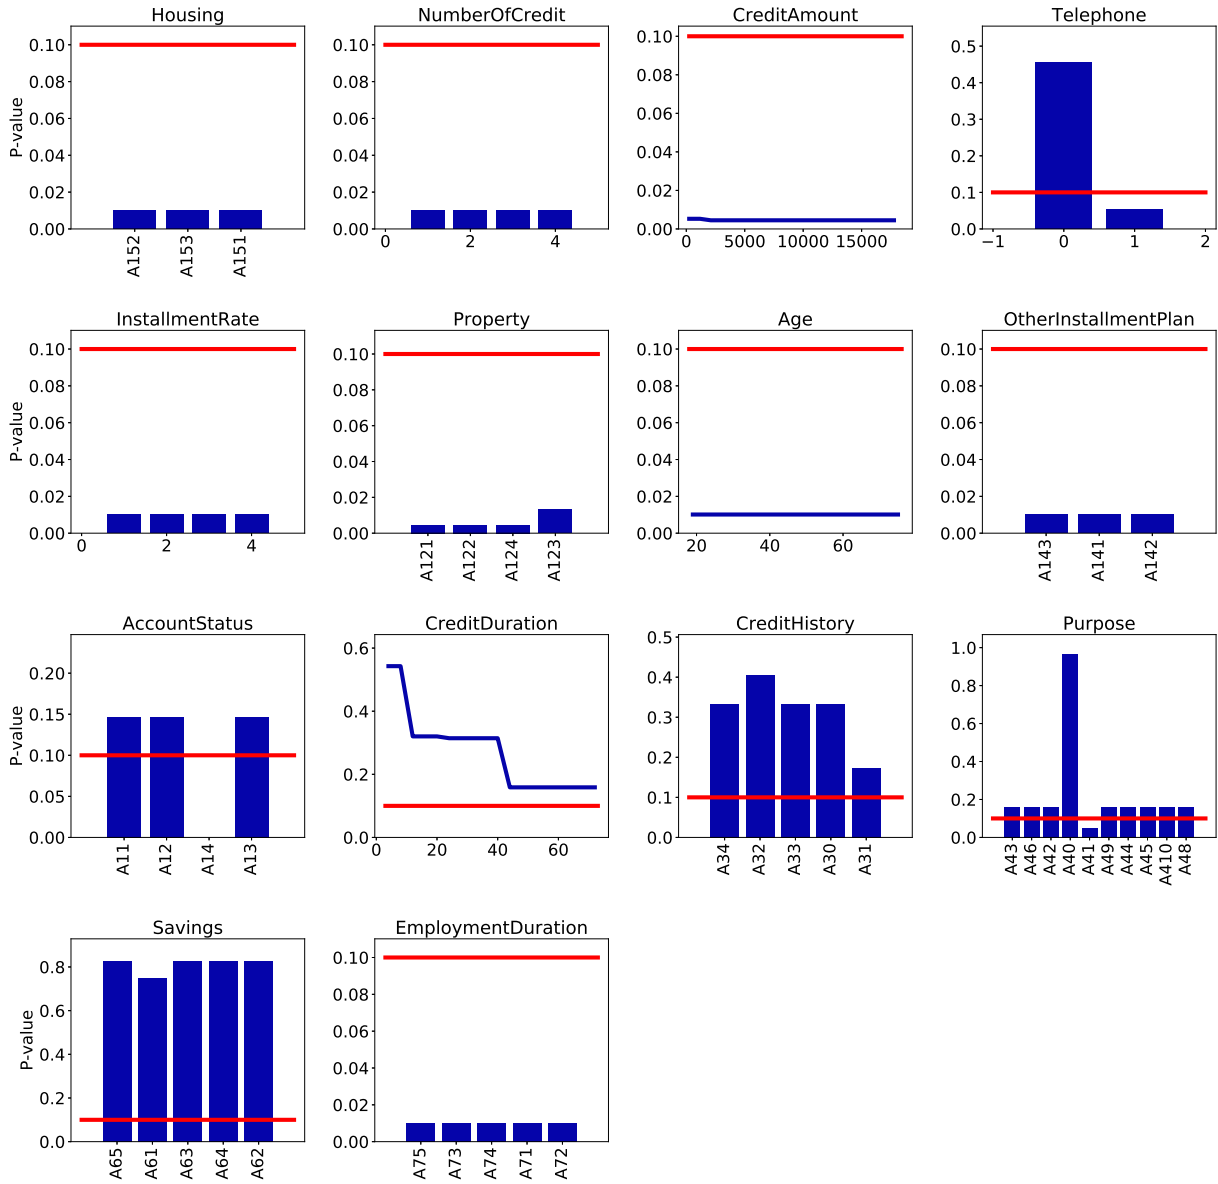 Housing
NumberOfCredit
CreditAmount
Telephone
P-value
0.10
0.08
0.06
0.04
0.02
0.00
A152
A153
A151
0.10
0.08
0.06
0.04
0.02
0.00
0
2
4
0.10
0.08
0.06
0.04
0.02
0.00
0
5000
10000
15000
0.5
0.4
0.3
0.2
0.1
0.0
−1
0
1
2
InstallmentRate
Property
Age
OtherInstallmentPlan
P-value
0.10
0.08
0.06
0.04
0.02
0.00
0
2
4
0.10
0.08
0.06
0.04
0.02
0.00
A121
A122
A124
A123
0.10
0.08
0.06
0.04
0.02
0.00
20
40
60
0.10
0.08
0.06
0.04
0.02
0.00
A143
A141
A142
AccountStatus
CreditDuration
CreditHistory
Purpose
P-value
0.20
0.15
0.10
0.05
0.00
A11
A12
A14
A13
0.6
0.4
0.2
0.0
0
20
40
60
0.5
0.4
0.3
0.2
0.1
0.0
A34
A32
A33
A30
A31
1.0
0.8
0.6
0.4
0.2
0.0
A43
A46
A42
A40
A41
A49
A44
A45
A410
A48
Savings
EmploymentDuration
P-value
0.8
0.6
0.4
0.2
0.0
A65
A61
A63
A64
A62
0.10
0.08
0.06
0.04
0.02
0.00
A75
A73
A74
A71
A72